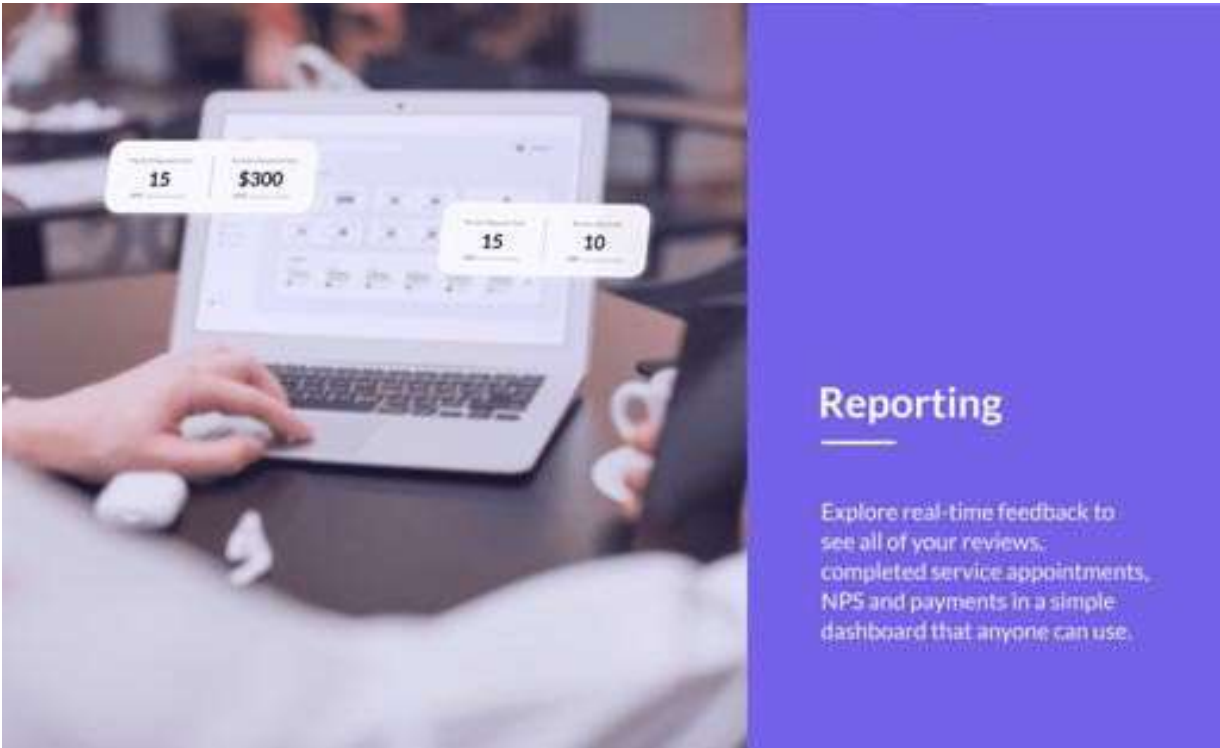 15
$300
15
10
Reporting
Explore real-time feedback to
see all of your reviews,
completed service appointments,
NPS and payments in a simple
dashboard that anyone can use.